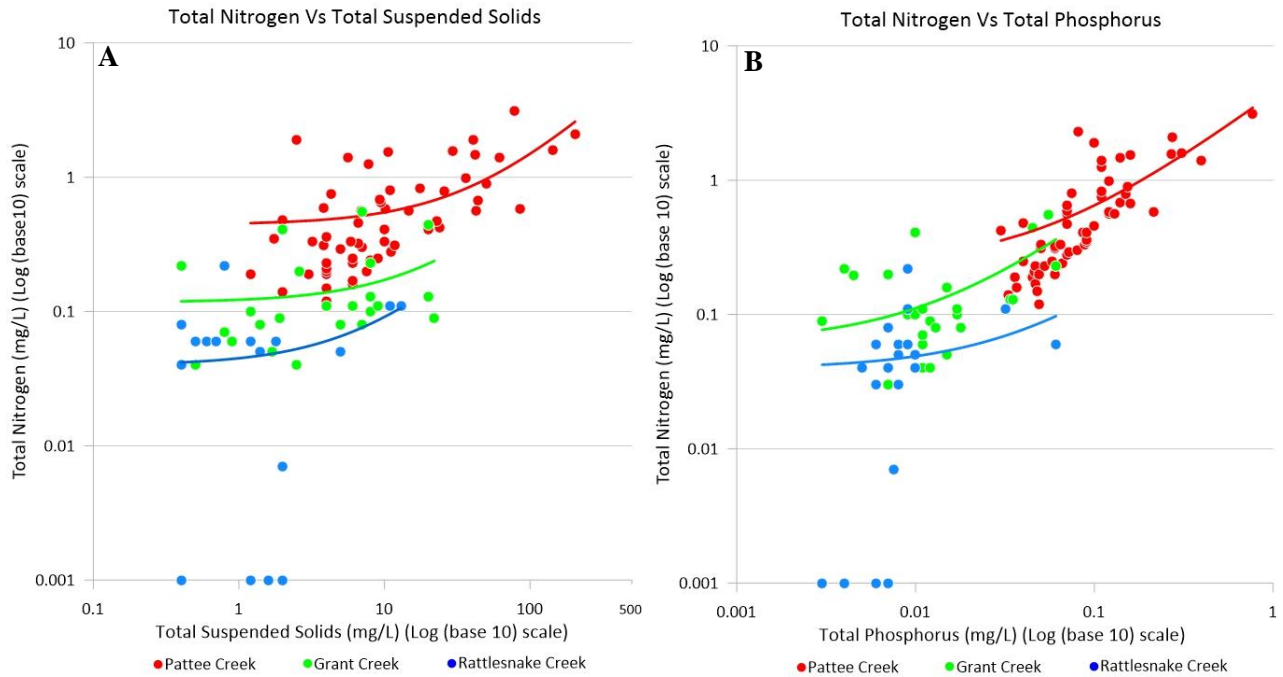 Total Nitrogen Vs Total Suspended Solids
A
Total Nitrogen (mg/L) (Log (base10) scale)
10
1
0.1
0.01
0.001
0.1
1
10
100
500
Total Suspended Solids (mg/L) (Log (base 10) scale)
Pattee Creek
Grant Creek
Rattlesnake Creek
Total Nitrogen Vs Total Phosphorus
B
Total Nitrogen (mg/L) (Log (base 10) scale)
10
1
0.1
0.01
0.001
0.001
0.01
0.1
1
Total Phosphorus (mg/L) (Log (base 10) scale)
Pattee Creek
Grant Creek
Rattlesnake Creek